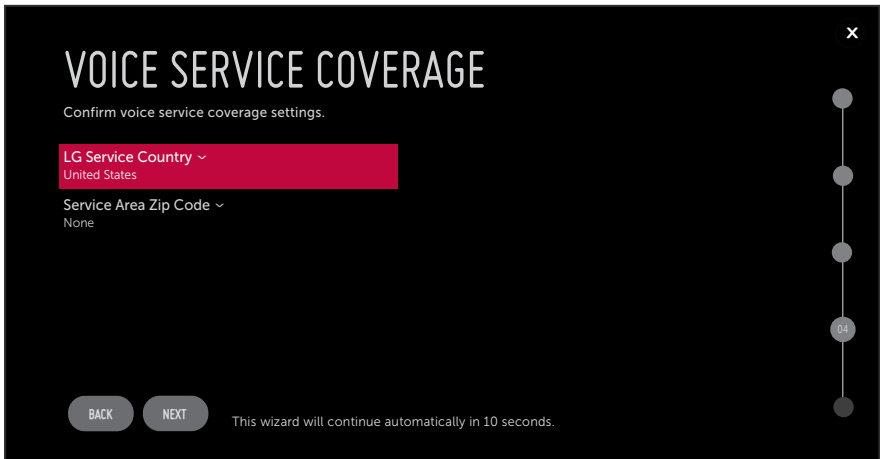 X
VOICE SERVICE COVERAGE
Confirm voice service coverage settings.
LG Service Country
United States
Service Area Zip Code
None
04
BACK NEXT This wizard will continue automatically in 10 seconds.